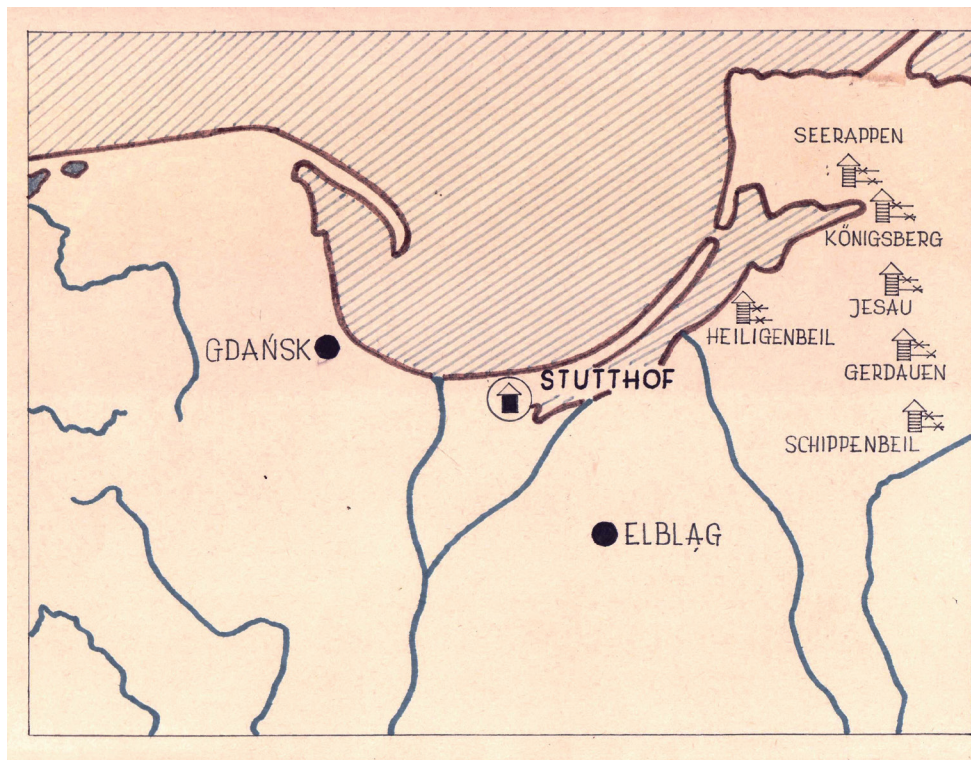 SEERAPPEN
KÖNIGSBERG
JESAU
HEILIGENBEIL
GDAŃSK
GERDAUEN
STUTTHOF
SCHIPPENBEIL
ELBLĄG